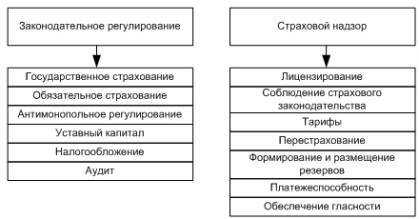 Законодательное регулирование
Государственное страхование
Обязательное страхование
Антимонопольное регулирование
Уставный капитал
Налогообложение
Аудит
Страховой надзор
Лицензирование
Соблюдение страхового
законодательства
Тарифы
Перестрахование
Формирование и размещение
резервов
Платежеспособность
Обеспечение гласности